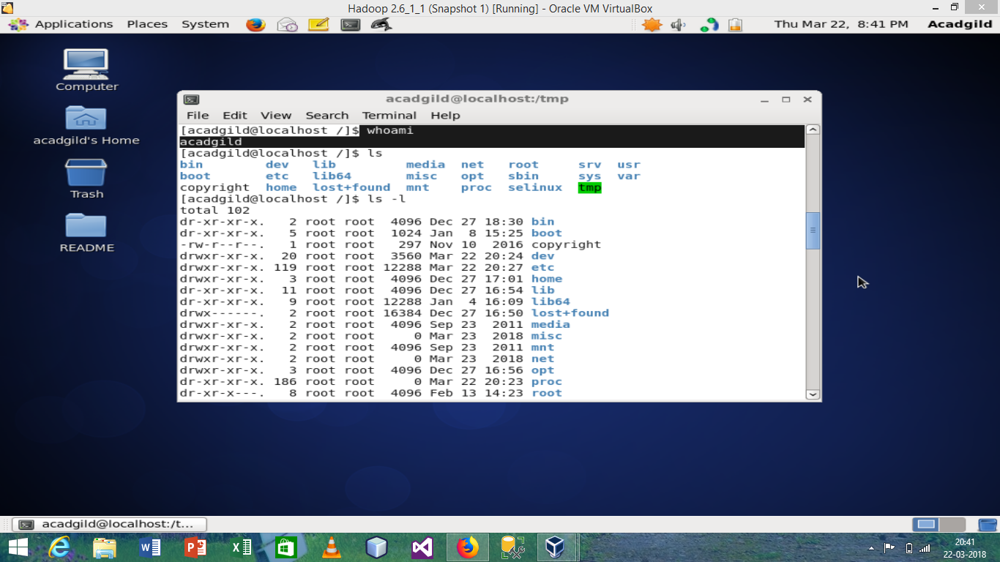 Hadoop 2.6_1_1 (Snapshot 1) [Running] - Oracle VM VirtualBox
Applications Places System Thu Mar 22, 8:41 PM Acadgild
Computer
acadgild's Home
Trash
README
acadgild@localhost:/tmp
File Edit View Search Terminal Help
[acadgild@localhost /]$ whoami
acadgild
[acadgild@localhost /]$ ls
bin dev lib media net root srv usr
boot etc lib64 misc opt sbin sys var
copyright home lost+found mnt proc selinux tmp
[acadgild@localhost /]$ ls -l
total 102
dr-xr-xr-x. 2 root root 4096 Dec 27 18:30 bin
dr-xr-xr-x. 5 root root 1024 Jan 8 15:25 boot
-rw-r--r--. 1 root root 297 Nov 10 2016 copyright
drwxr-xr-x. 20 root root 3560 Mar 22 20:24 dev
drwxr-xr-x. 119 root root 12288 Mar 22 20:27 etc
drwxr-xr-x. 3 root root 4096 Dec 27 17:01 home
dr-xr-xr-x. 11 root root 4096 Dec 27 16:54 lib
dr-xr-xr-x. 9 root root 12288 Jan 4 16:09 lib64
drwx------. 2 root root 16384 Dec 27 16:50 lost+found
drwxr-xr-x. 2 root root 4096 Sep 23 2011 media
drwxr-xr-x. 2 root root 0 Mar 23 2018 misc
drwxr-xr-x. 2 root root 4096 Sep 23 2011 mnt
drwxr-xr-x. 2 root root 0 Mar 23 2018 net
drwxr-xr-x. 3 root root 4096 Dec 27 16:56 opt
dr-xr-xr-x. 186 root root 0 Mar 22 20:23 proc
dr-xr-x---. 8 root root 4096 Feb 13 14:23 root
acadgild@localhost:/t...
20:41
22-03-2018